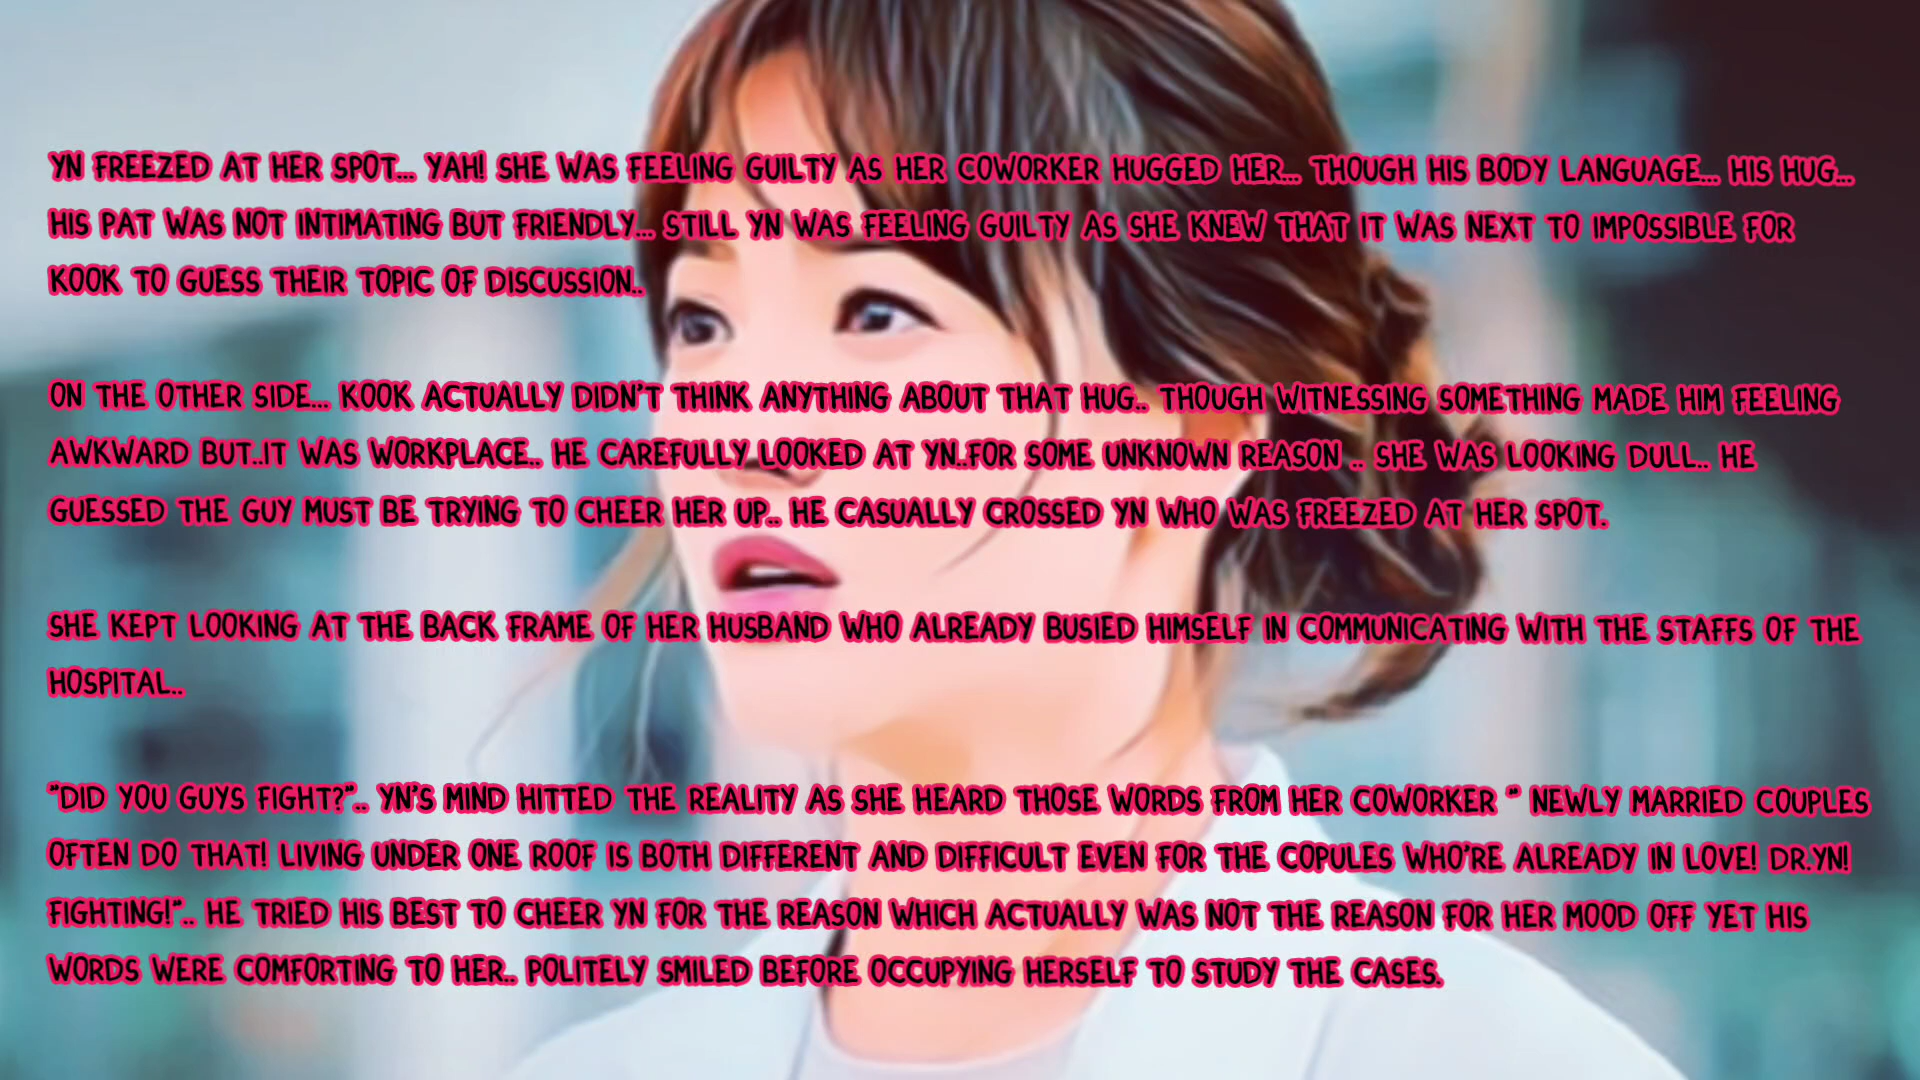 YN FREEZED AT HER SPOT... YAH! SHE WAS FEELING GUILTY AS HER COWORKER HUGGED HER... THOUGH HIS BODY LANGUAGE... HIS HUG...
HIS PAT WAS NOT INTIMATING BUT FRIENDLY... STILL YN WAS FEELING GUILTY AS SHE KNEW THAT IT WAS NEXT TO IMPOSSIBLE FOR
KOOK TO GUESS THEIR TOPIC OF DISCUSSION..
ON THE OTHER SIDE... KOOK ACTUALLY DIDN'T THINK ANYTHING ABOUT THAT HUG.. THOUGH WITNESSING SOMETHING MADE HIM FEELING
AWKWARD BUT..IT WAS WORKPLACE.. HE CAREFULLY LOOKED AT YN..FOR SOME UNKNOWN REASON .. SHE WAS LOOKING DULL.. HE
GUESSED THE GUY MUST BE TRYING TO CHEER HER UP.. HE CASUALLY CROSSED YN WHO WAS FREEZED AT HER SPOT.
SHE KEPT LOOKING AT THE BACK FRAME OF HER HUSBAND WHO ALREADY BUSIED HIMSELF IN COMMUNICATING WITH THE STAFFS OF THE
HOSPITAL..
"DID YOU GUYS FIGHT?".. YN'S MIND HITTED THE REALITY AS SHE HEARD THOSE WORDS FROM HER COWORKER " NEWLY MARRIED COUPLES
OFTEN DO THAT! LIVING UNDER ONE ROOF IS BOTH DIFFERENT AND DIFFICULT EVEN FOR THE COPULES WHO'RE ALREADY IN LOVE! DR.YN!
FIGHTING!".. HE TRIED HIS BEST TO CHEER YN FOR THE REASON WHICH ACTUALLY WAS NOT THE REASON FOR HER MOOD OFF YET HIS
WORDS WERE COMFORTING TO HER.. POLITELY SMILED BEFORE OCCUPYING HERSELF TO STUDY THE CASES.